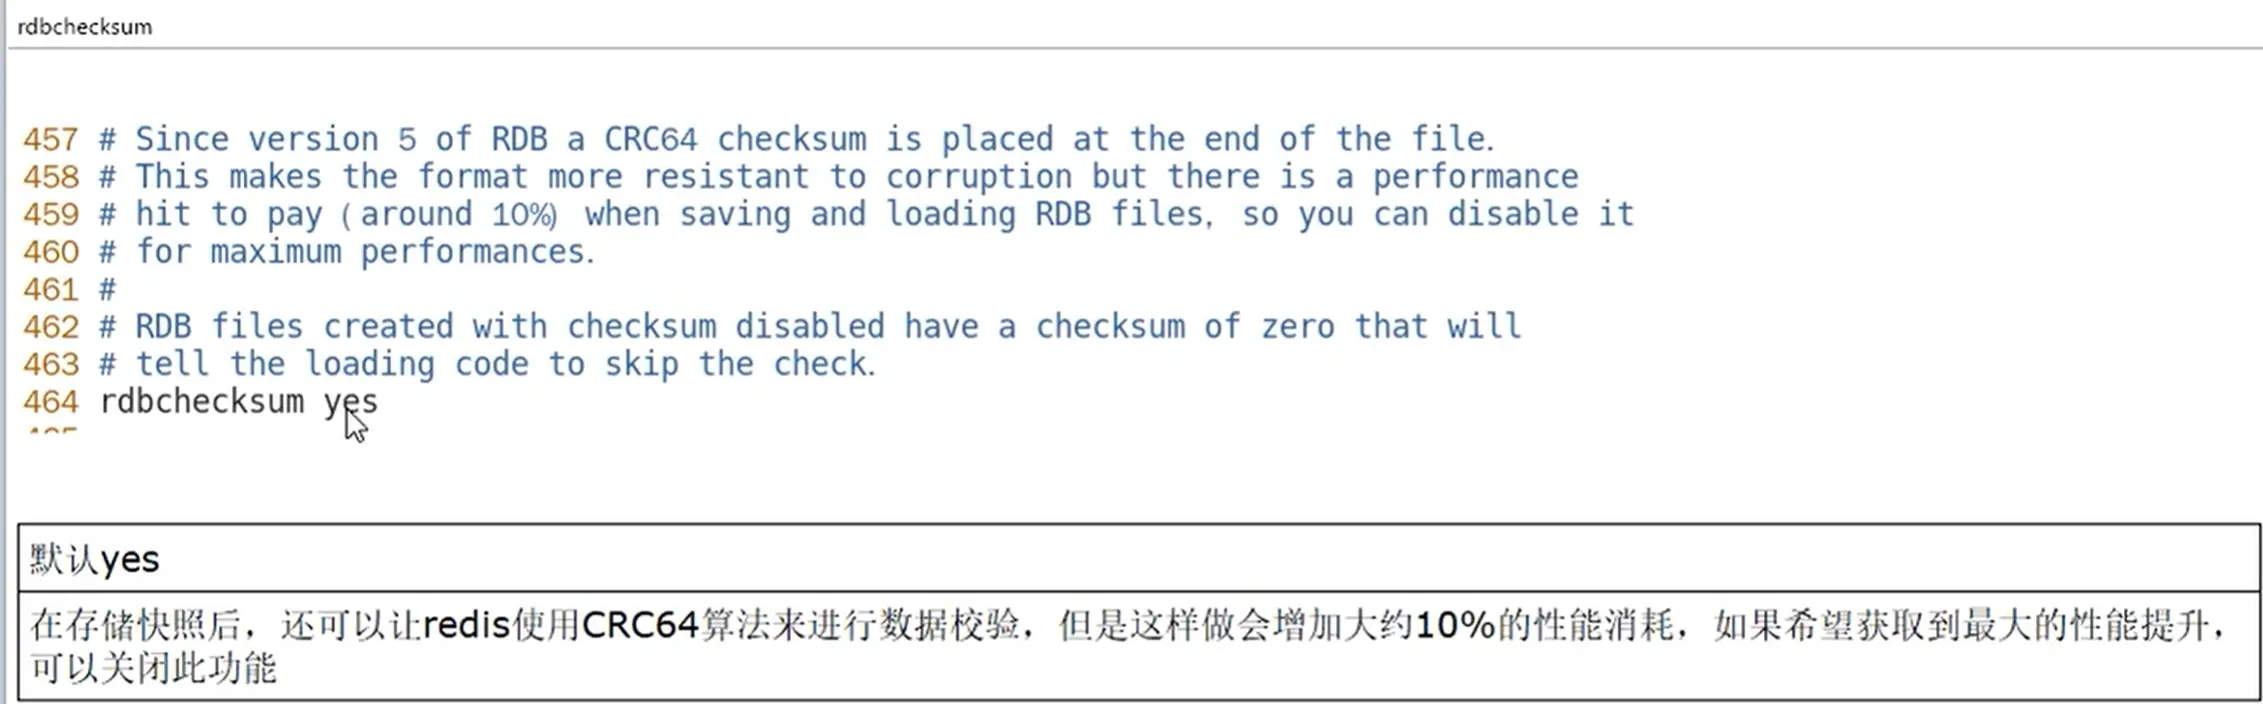 rdbchecksum
457 # Since version 5 of RDB a CRC64 checksum is placed at the end of the file.
458 # This makes the format more resistant to corruption but there is a performance
459 # hit to pay (around 10%) when saving and loading RDB files, so you can disable it
460 # for maximum performances.
461 #
462 # RDB files created with checksum disabled have a checksum of zero that will
463 # tell the loading code to skip the check.
464 rdbchecksum yes
默认yes
在存储快照后，还可以让redis使用CRC64算法来进行数据校验，但是这样做会增加大约10%的性能消耗，如果希望获取到最大的性能提升，
可以关闭此功能